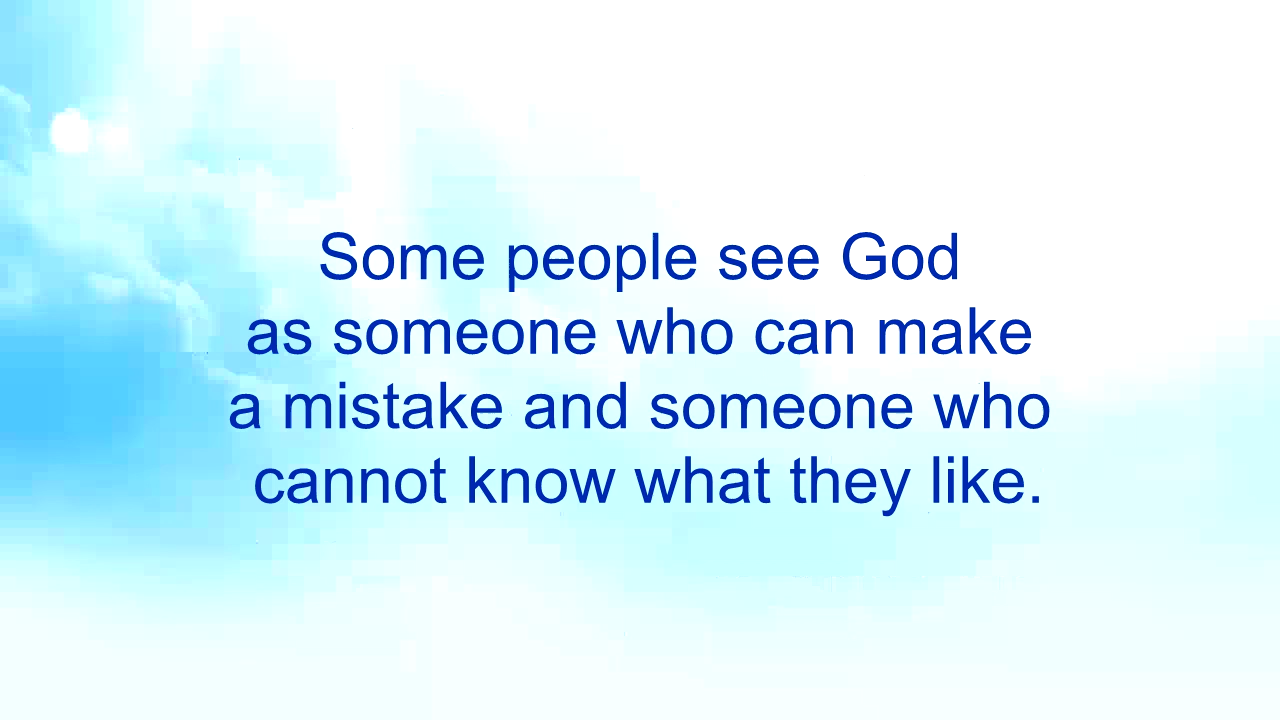 Some people see God
as someone who can make
a mistake and someone who
cannot know what they like.